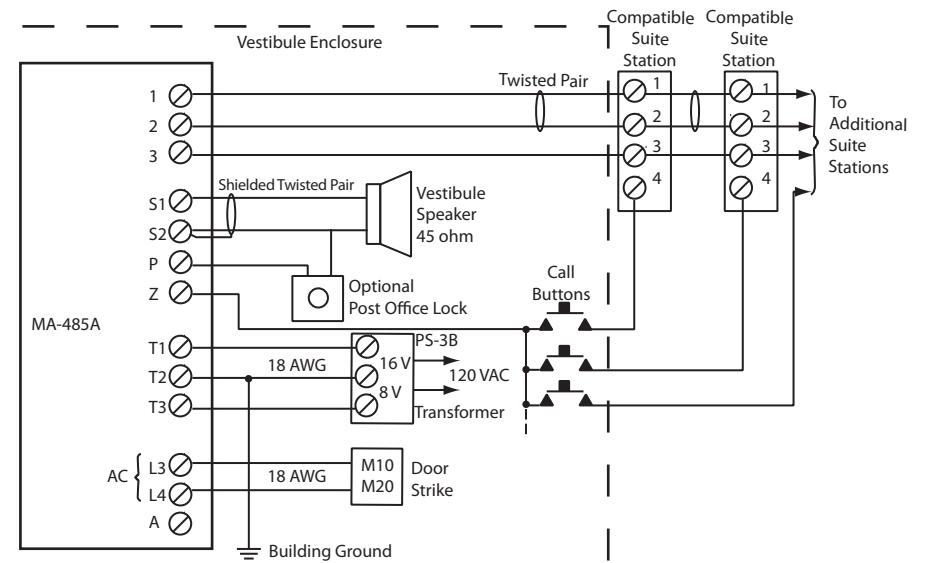 Vestibule Enclosure
Compatible
Suite
Station
Compatible
Suite
Station
Twisted Pair
1
2
3
4
1
2
3
4
To
Additional
Suite
Stations
MA-485A
1
2
3
S1
S2
P
Z
T1
T2
T3
AC
L3
L4
A
Shielded Twisted Pair
Vestibule
Speaker
45 ohm
Optional
Post Office Lock
Call
Buttons
PS-3B
18 AWG
16 V
8 V
120 VAC
Transformer
18 AWG
M10
M20
Door
Strike
Building Ground